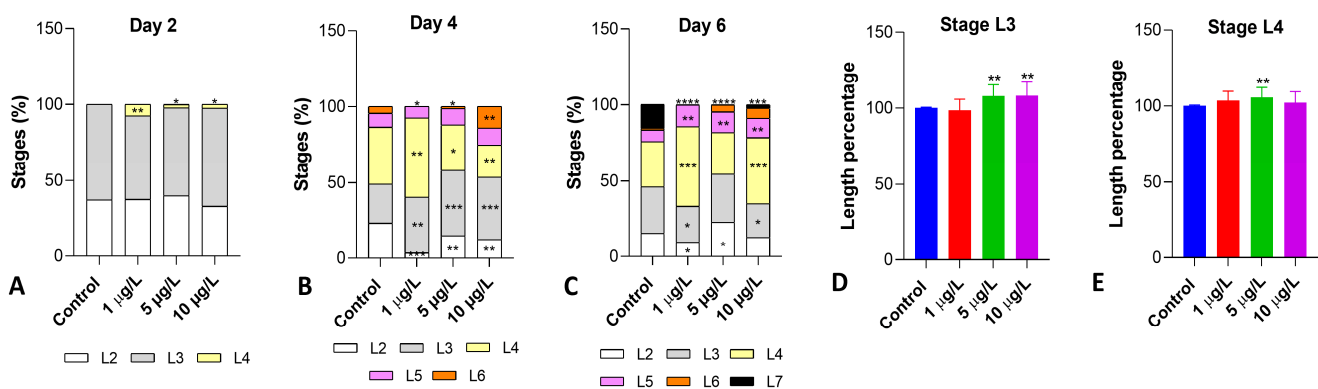 Day 2
150
100
50
0
Stages (%)
** * *
Control
1 µg/L
5 µg/L
10 µg/L
A
L2 L3 L4
Day 4
150
100
50
0
Stages (%)
* *
** * **
** *** *** **
*** ** **
Control
1 µg/L
5 µg/L
10 µg/L
B
L2 L3 L4
L5 L6
Day 6
150
100
50
0
Stages (%)
**** **** ***
** ** **
*** ***
* *
* *
Control
1 µg/L
5 µg/L
10 µg/L
C
L2 L3 L4
L5 L6 L7
Stage L3
150
100
50
0
Length percentage
** **
Control
1 µg/L
5 µg/L
10 µg/L
D
Stage L4
150
100
50
0
Length percentage
**
Control
1 µg/L
5 µg/L
10 µg/L
E